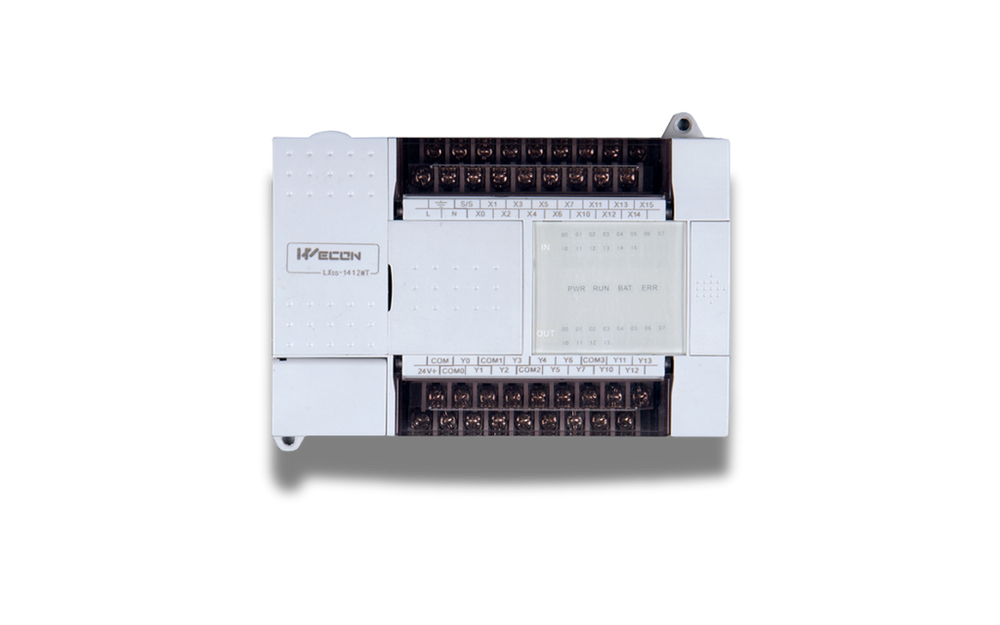 S/S X1 X3 X5 X7 X11 X13 X15
L N X0 X2 X4 X6 X10 X12 X14
WECON
LX5S-1412MT
00 01 02 03 04 05 06 07
IN
10 11 12 13 14 15
PWR RUN BAT ERR
00 01 02 03 04 05 06 07
OUT
10 11 12 13
COM Y0 COM1 Y3 Y4 Y6 COM3 Y11 Y13
24V+ COM0 Y1 Y2 COM2 Y5 Y7 Y10 Y12